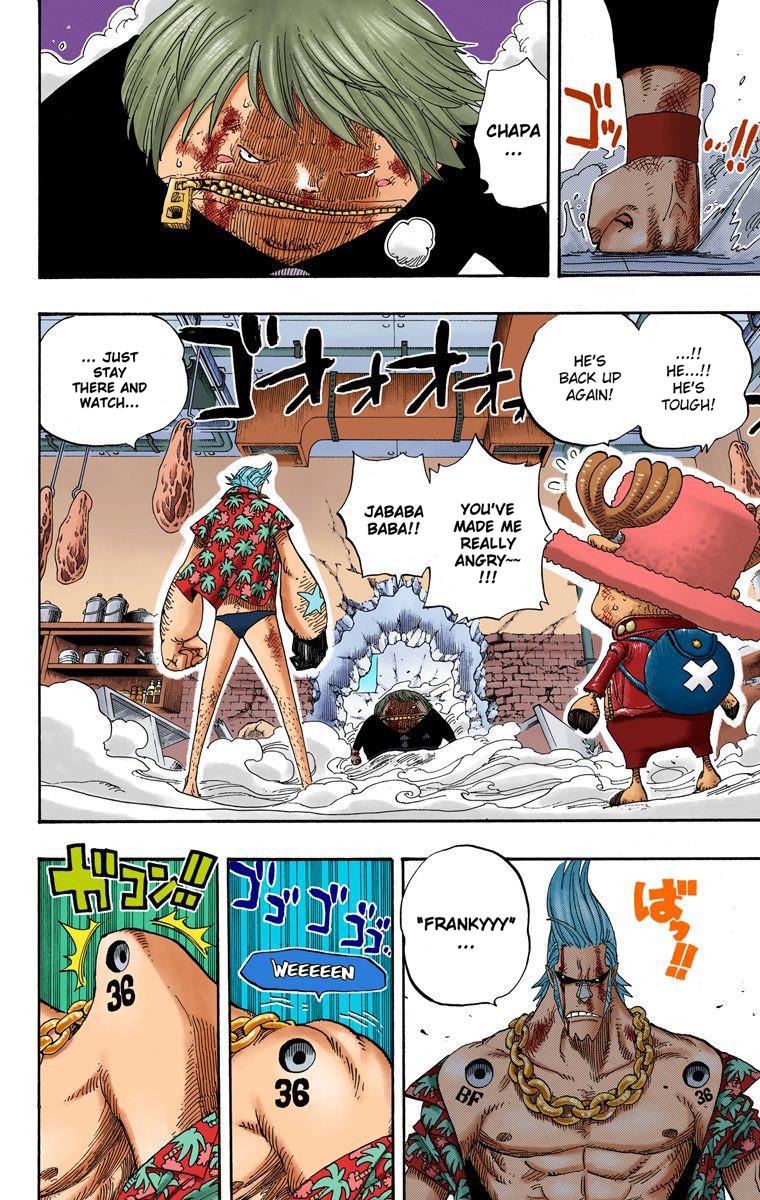 ゴッ
...!!
CHAPA
...
...!!
HE...!!
HE'S
TOUGH!
HE'S
BACK UP
AGAIN!
ゴオオオオオ
... JUST
STAY
THERE AND
WATCH...
YOU'VE
MADE ME
REALLY
ANGRY~~
!!!
JABABA
BABA!!
"FRANKYYY"
...
ばっ!!
BF
36
ゴゴゴゴゴ..
WEEEEEN
36
ガコン!!
36